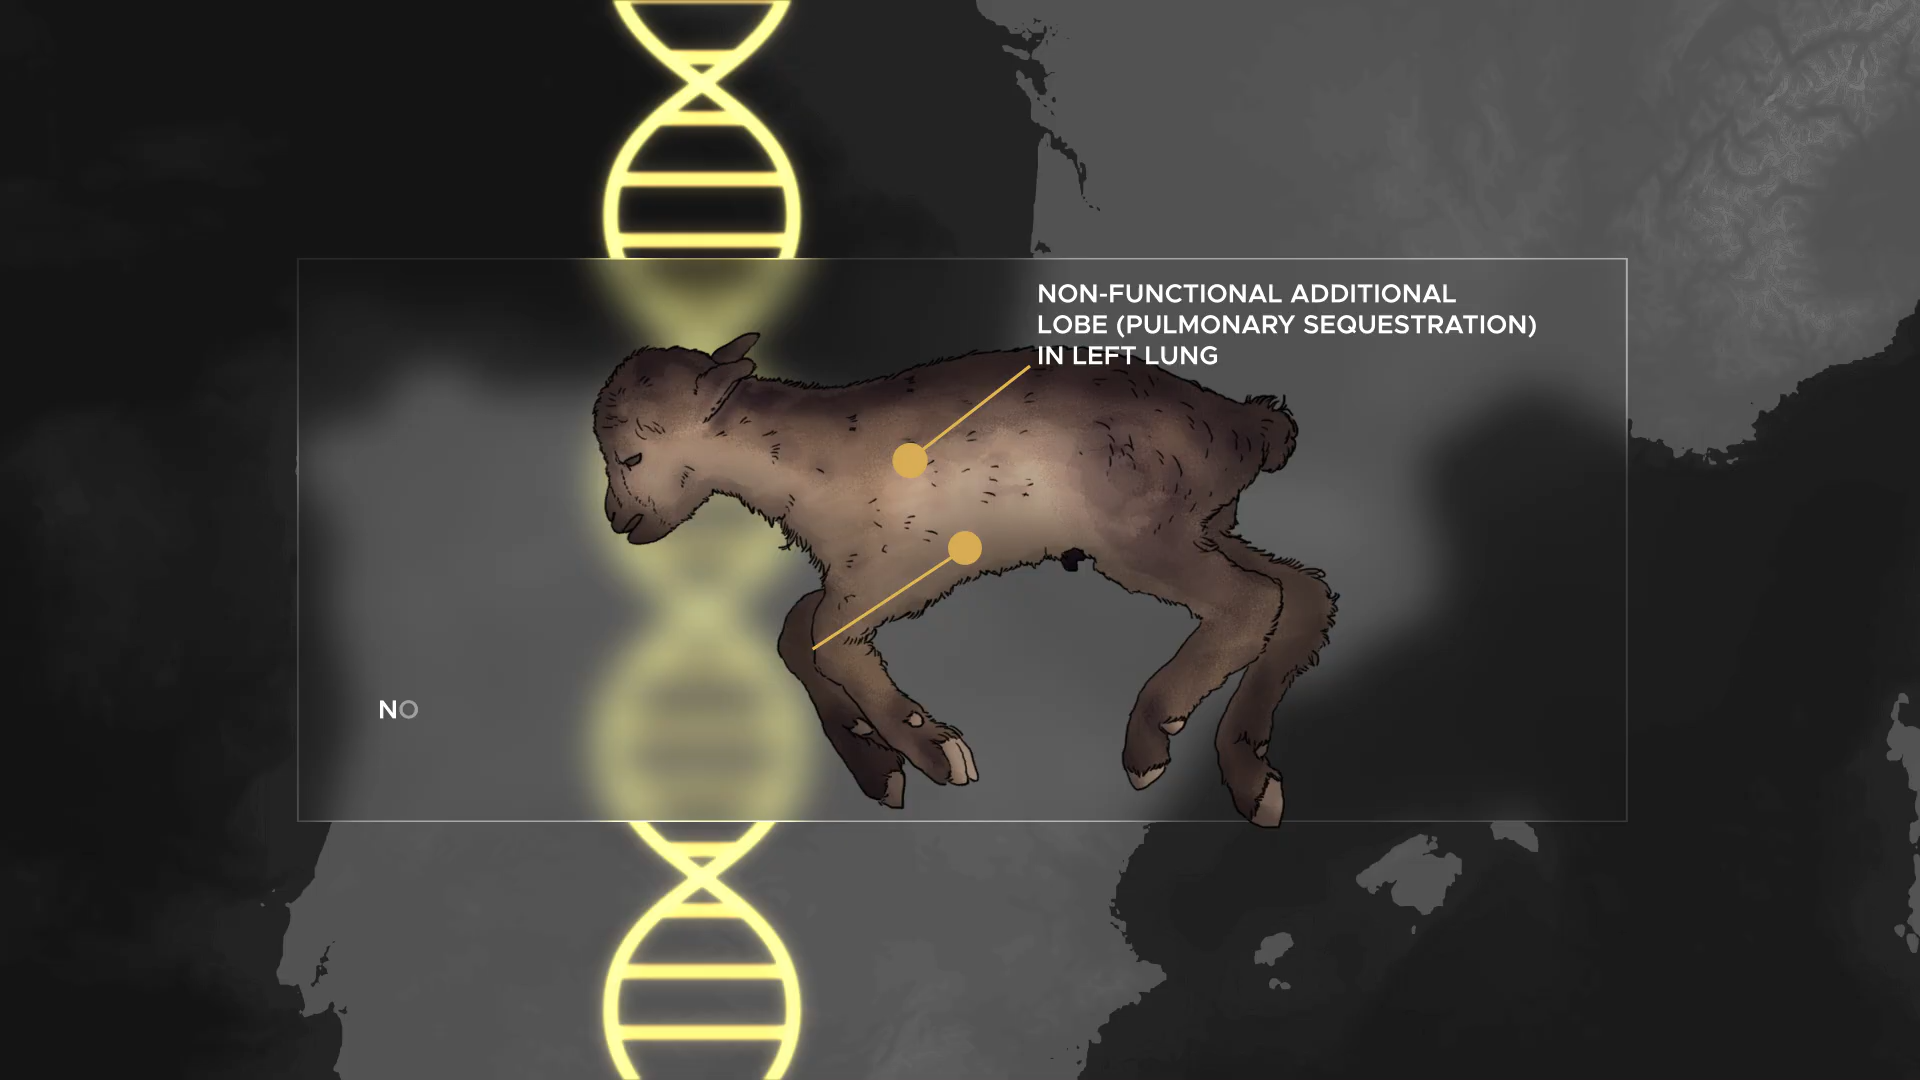 NON-FUNCTIONAL ADDITIONAL
LOBE (PULMONARY SEQUESTRATION)
IN LEFT LUNG
NO